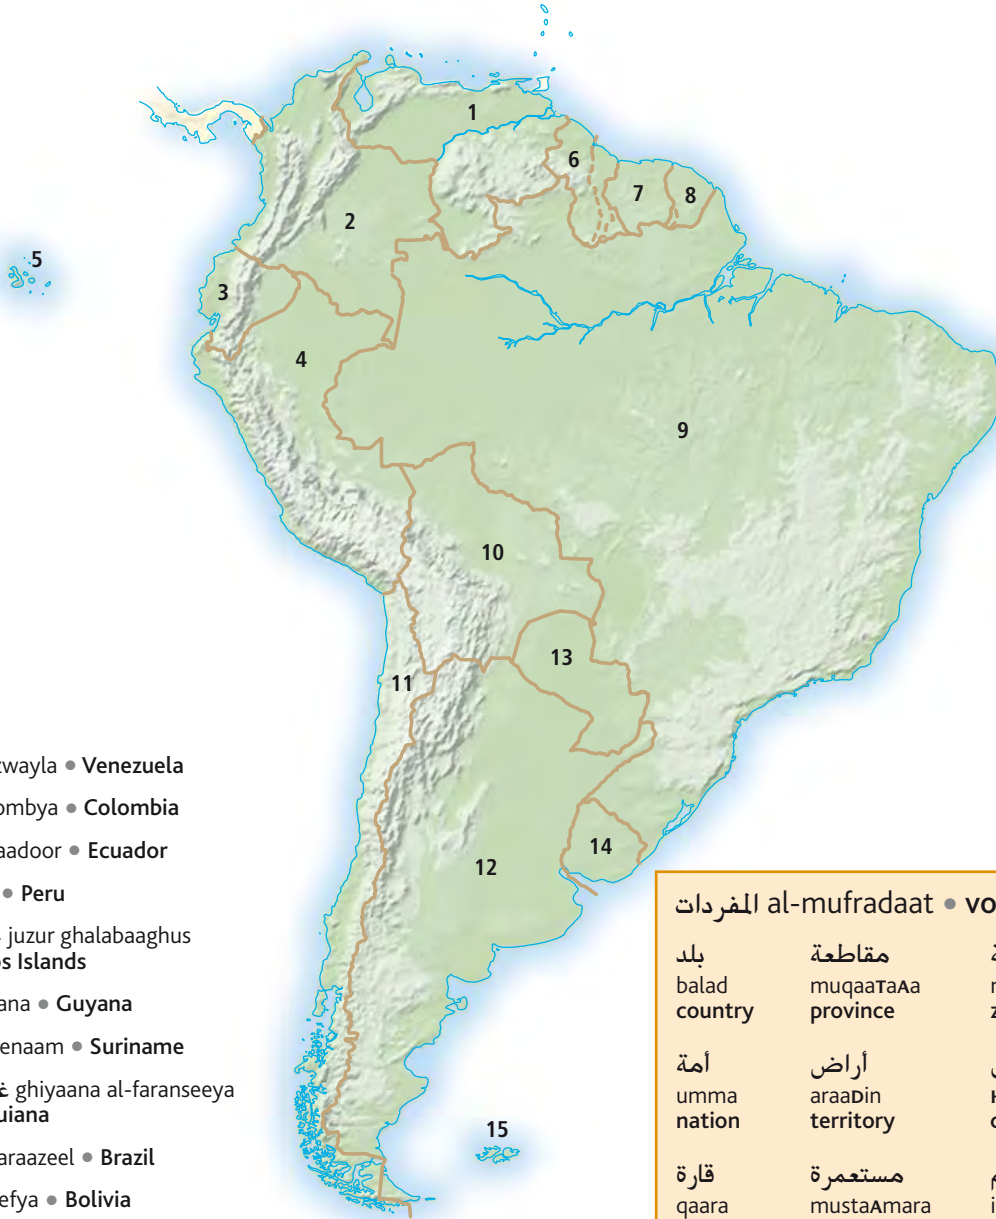 1
6
7
8
2
5
3
4
9
10
13
11
14
12
15
zwayla • Venezuela
ombya • Colombia
aadoor • Ecuador
• Peru
juzur ghalabaaghus
os Islands
ana • Guyana
enaam • Suriname
ghiyaana al-faranseeya
uiana
araazeel • Brazil
efya • Bolivia
المفردات al-mufradaat • vo
بلد
balad
country
مقاطعة
muqaaTaAa
province
أمة
umma
nation
أراض
araaDin
territory
قارة
qaara
مستعمرة
mustaAmara